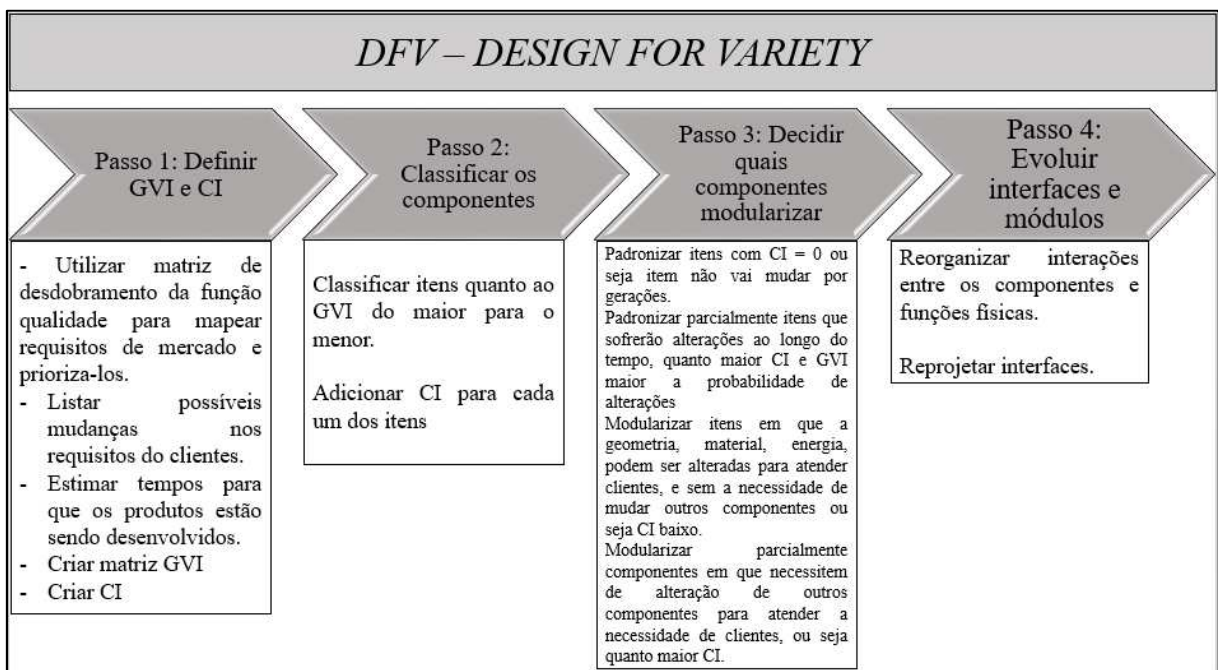 DFV – DESIGN FOR VARIETY
Passo 1: Definir
GVI e CI
- Utilizar matriz de
desdobramento da função
qualidade para mapear
requisitos de mercado e
prioriza-los.
- Listar possíveis
mudanças nos
requisitos do clientes.
- Estimar tempos para
que os produtos estão
sendo desenvolvidos.
- Criar matriz GVI
- Criar CI
Passo 2:
Classificar os
componentes
Classificar itens quanto ao
GVI do maior para o
menor.
Adicionar CI para cada
um dos itens
Passo 3: Decidir
quais
componentes
modularizar
Padronizar itens com CI = 0 ou
seja item não vai mudar por
gerações.
Padronizar parcialmente itens que
sofrerão alterações ao longo do
tempo, quanto maior CI e GVI
maior a probabilidade de
alterações
Modularizar itens em que a
geometria, material, energia,
podem ser alteradas para atender
clientes, e sem a necessidade de
mudar outros componentes ou
seja CI baixo.
Modularizar parcialmente
componentes em que necessitem
de alteração de outros
componentes para atender a
necessidade de clientes, ou seja
quanto maior CI.
Passo 4:
Evoluir
interfaces e
módulos
Reorganizar interações
entre os componentes e
funções físicas.
Reprojetar interfaces.